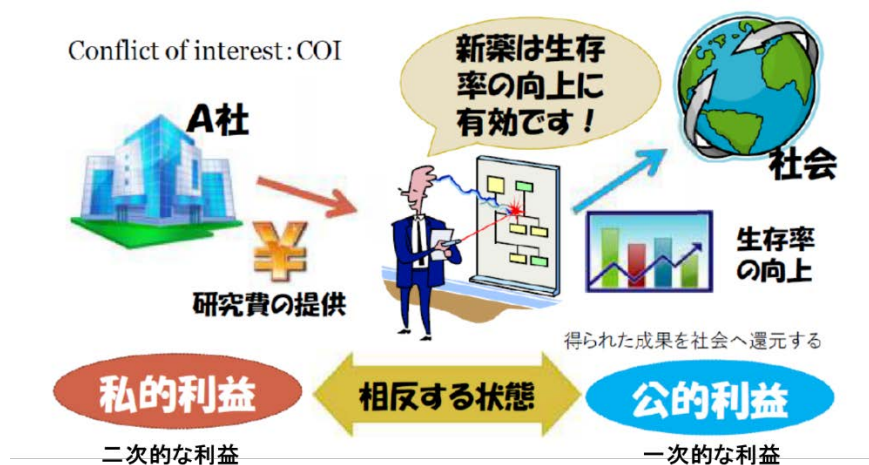 Conflict of interest:COI
新薬は生存
率の向上に
有効です!
A社
社会
¥
生存率
の向上
研究費の提供
得られた成果を社会へ還元する
私的利益
相反する状態
公的利益
二次的な利益
一次的な利益